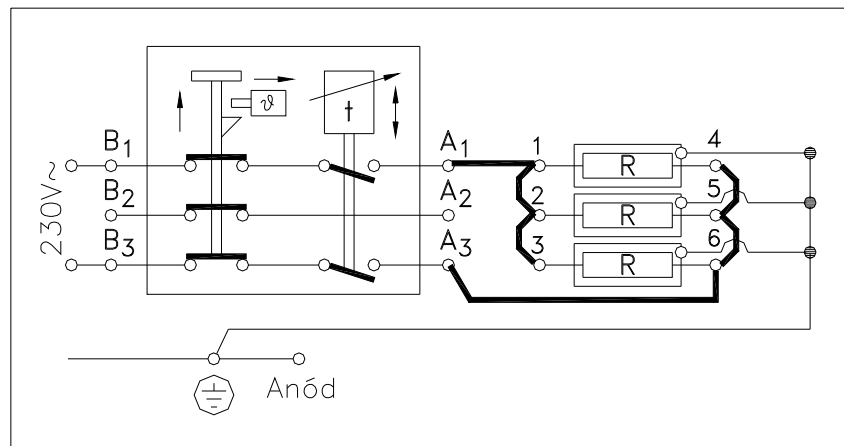 230V~
B1 B2 B3
ϑ
t
A1 A2 A3
1 2 3
R R R
4 5 6
Anód